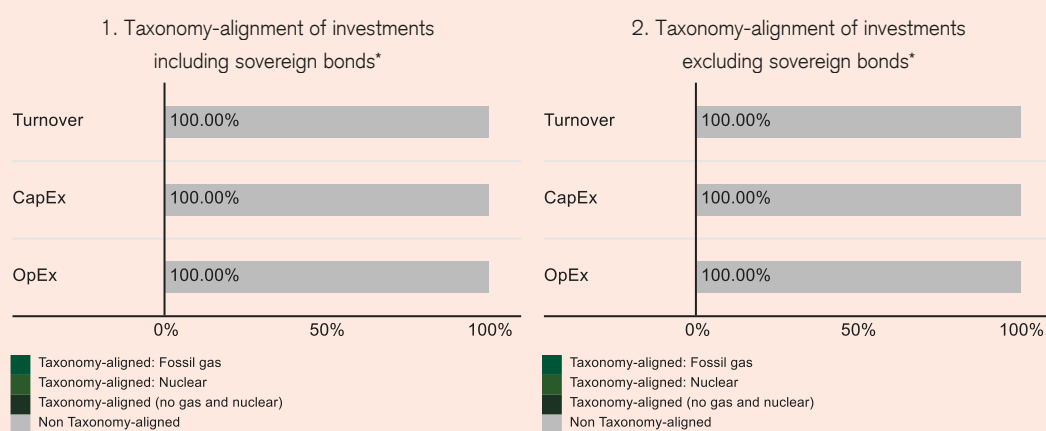 1. Taxonomy-alignment of investments
including sovereign bonds*
Turnover
100.00%
CapEx
100.00%
OpEx
100.00%
0% 50% 100%
Taxonomy-aligned: Fossil gas
Taxonomy-aligned: Nuclear
Taxonomy-aligned (no gas and nuclear)
Non Taxonomy-aligned
2. Taxonomy-alignment of investments
excluding sovereign bonds*
Turnover
100.00%
CapEx
100.00%
OpEx
100.00%
0% 50% 100%
Taxonomy-aligned: Fossil gas
Taxonomy-aligned: Nuclear
Taxonomy-aligned (no gas and nuclear)
Non Taxonomy-aligned